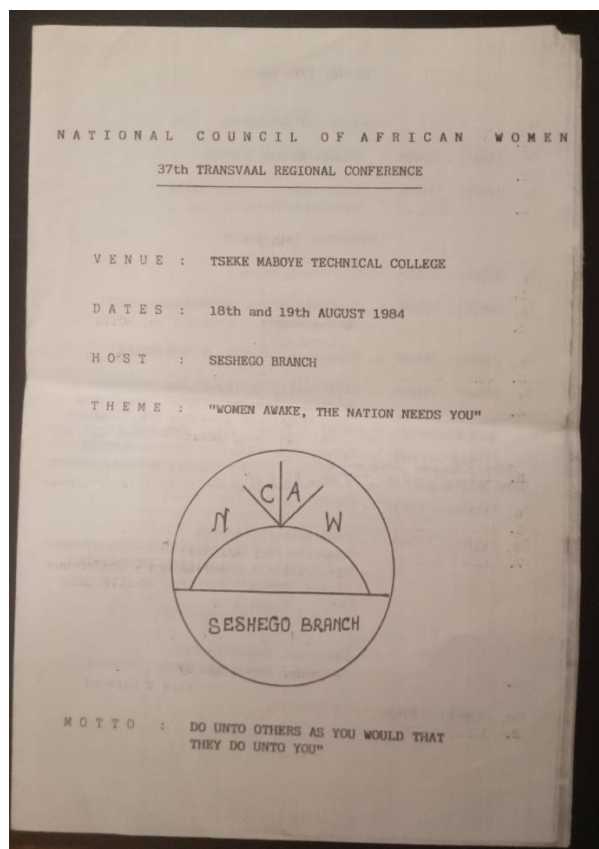 NATIONAL COUNCIL OF AFRICAN WOMEN
37th TRANSVAAL REGIONAL CONFERENCE
VENUE : TSEKE MABOYE TECHNICAL COLLEGE
DATES : 18th and 19th AUGUST 1984
HOST : SESHEGO BRANCH
THEME : "WOMEN AWAKE, THE NATION NEEDS YOU"
N C A W
SESHEGO BRANCH
MOTTO : DO UNTO OTHERS AS YOU WOULD THAT
THEY DO UNTO YOU"